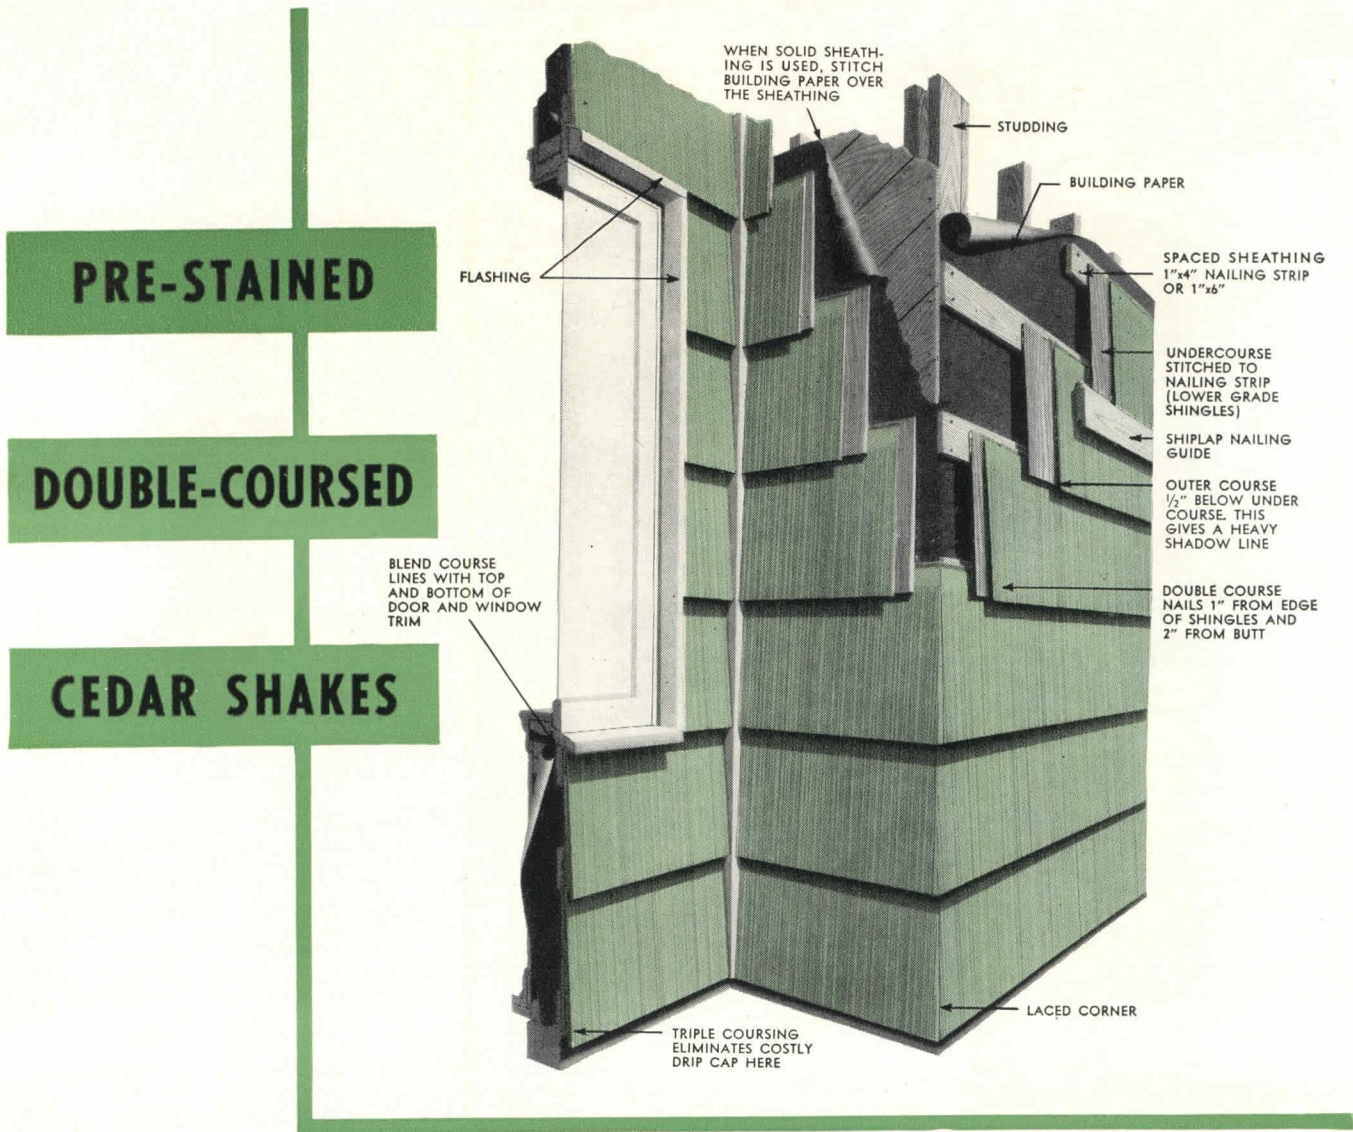 PRE-STAINED
DOUBLE-COURSED
CEDAR SHAKES
WHEN SOLID SHEATH-
ING IS USED, STITCH
BUILDING PAPER OVER
THE SHEATHING
STUDDING
BUILDING PAPER
FLASHING
SPACED SHEATHING
1"x4" NAILING STRIP
OR 1"x6"
UNDERCOURSE
STITCHED TO
NAILING STRIP
(LOWER GRADE
SHINGLES)
SHIPLAP NAILING
GUIDE
OUTER COURSE
1/2" BELOW UNDER
COURSE. THIS
GIVES A HEAVY
SHADOW LINE
BLEND COURSE
LINES WITH TOP
AND BOTTOM OF
DOOR AND WINDOW
TRIM
DOUBLE COURSE
NAILS 1" FROM EDGE
OF SHINGLES AND
2" FROM BUTT
LACED CORNER
TRIPLE COURSING
ELIMINATES COSTLY
DRIP CAP HERE